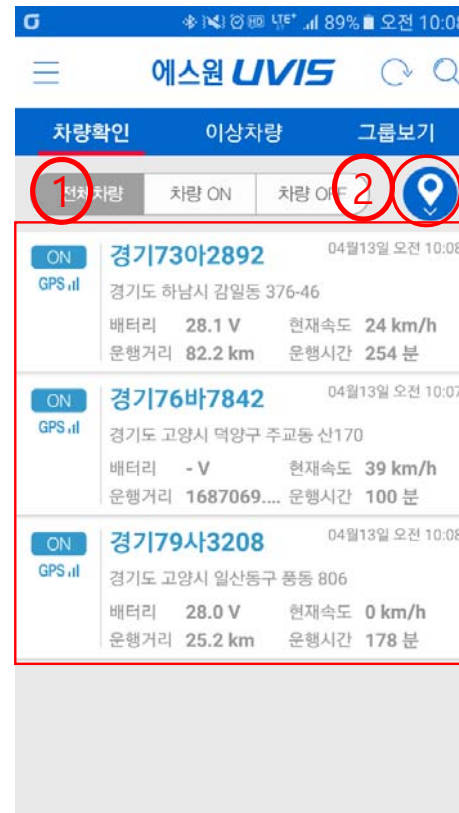 89% 오전 10:08
에스원 UVIS
차량확인 이상차량 그룹보기
1 전체차량 차량 ON 차량 OFF 2
ON 경기73아2892 04월13일 오전 10:08
GPS 경기도 하남시 감일동 376-46
배터리 28.1 V 현재속도 24 km/h
운행거리 82.2 km 운행시간 254 분
ON 경기76바7842 04월13일 오전 10:07
GPS 경기도 고양시 덕양구 주교동 산170
배터리 - V 현재속도 39 km/h
운행거리 1687069.... 운행시간 100 분
ON 경기79사3208 04월13일 오전 10:08
GPS 경기도 고양시 일산동구 풍동 806
배터리 28.0 V 현재속도 0 km/h
운행거리 25.2 km 운행시간 178 분